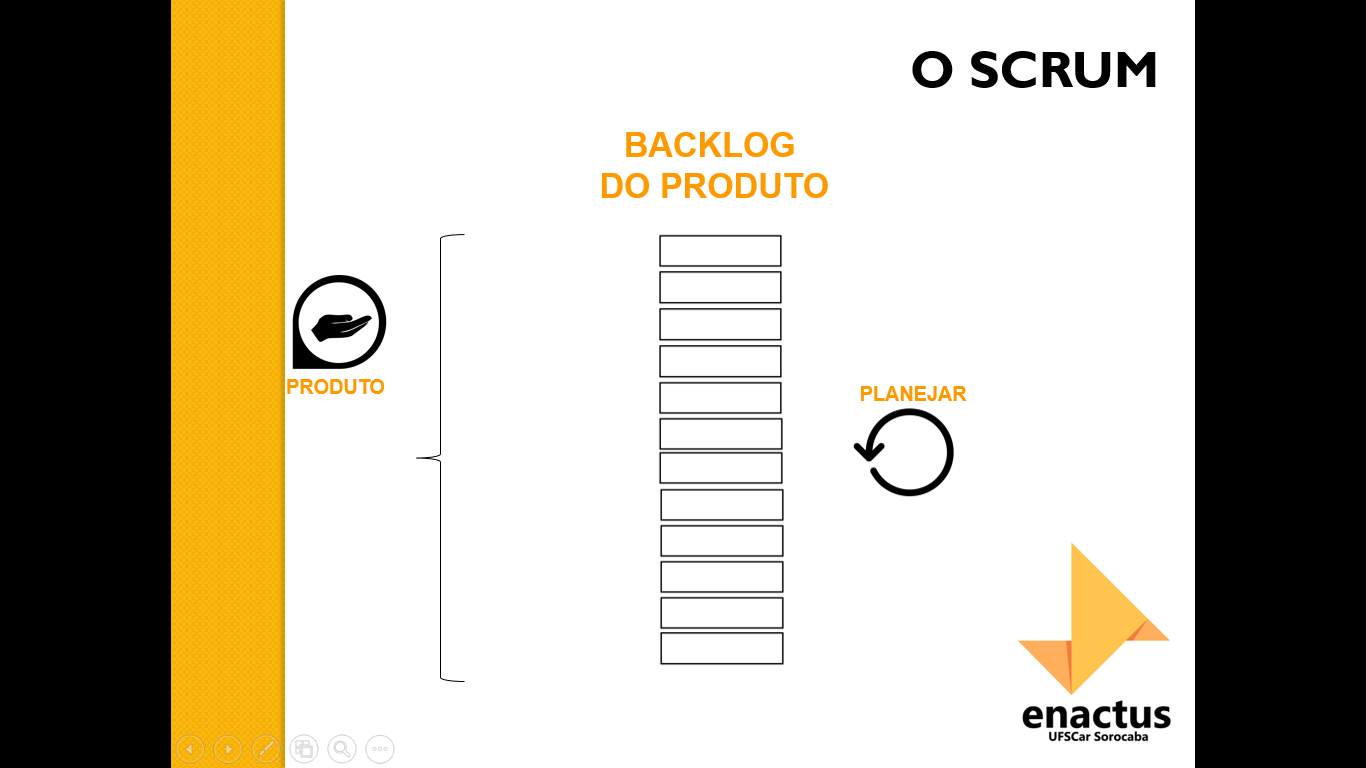 O SCRUM
BACKLOG
DO PRODUTO
PRODUTO
PLANEJAR
enactus
UFSCar Sorocaba